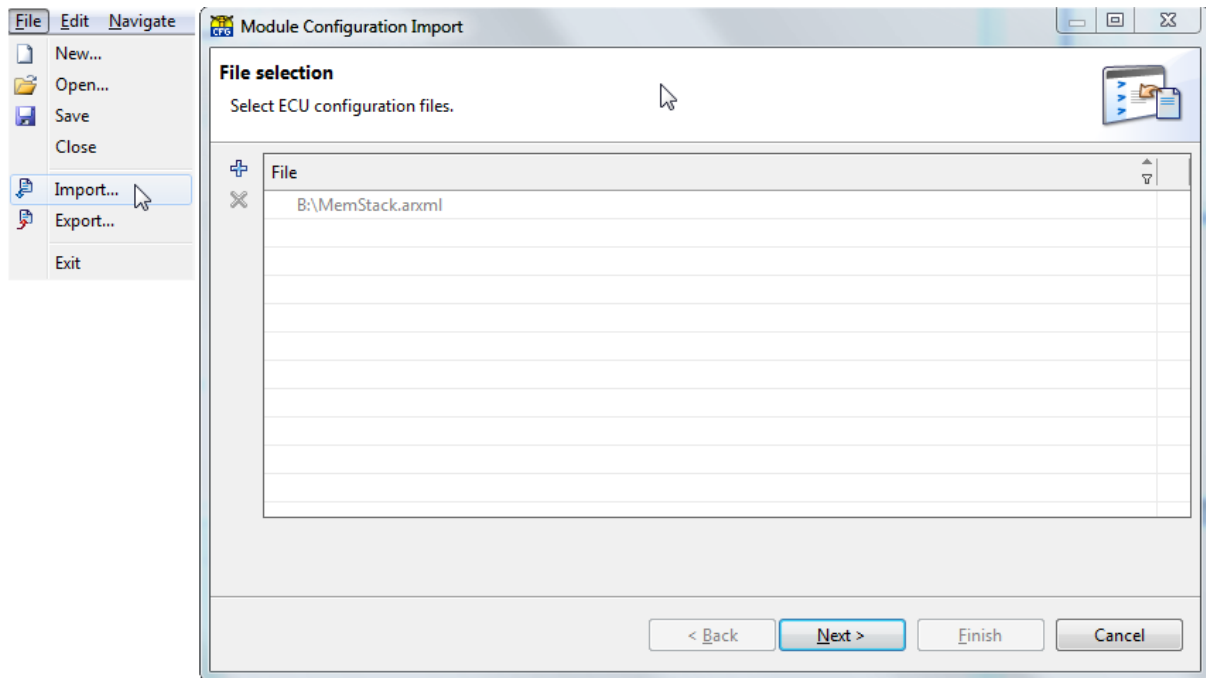 File Edit Navigate
New...
Open...
Save
Close
Import...
Export...
Exit
CFG Module Configuration Import
File selection
Select ECU configuration files.
File
B:\MemStack.arxml
< Back Next > Finish Cancel